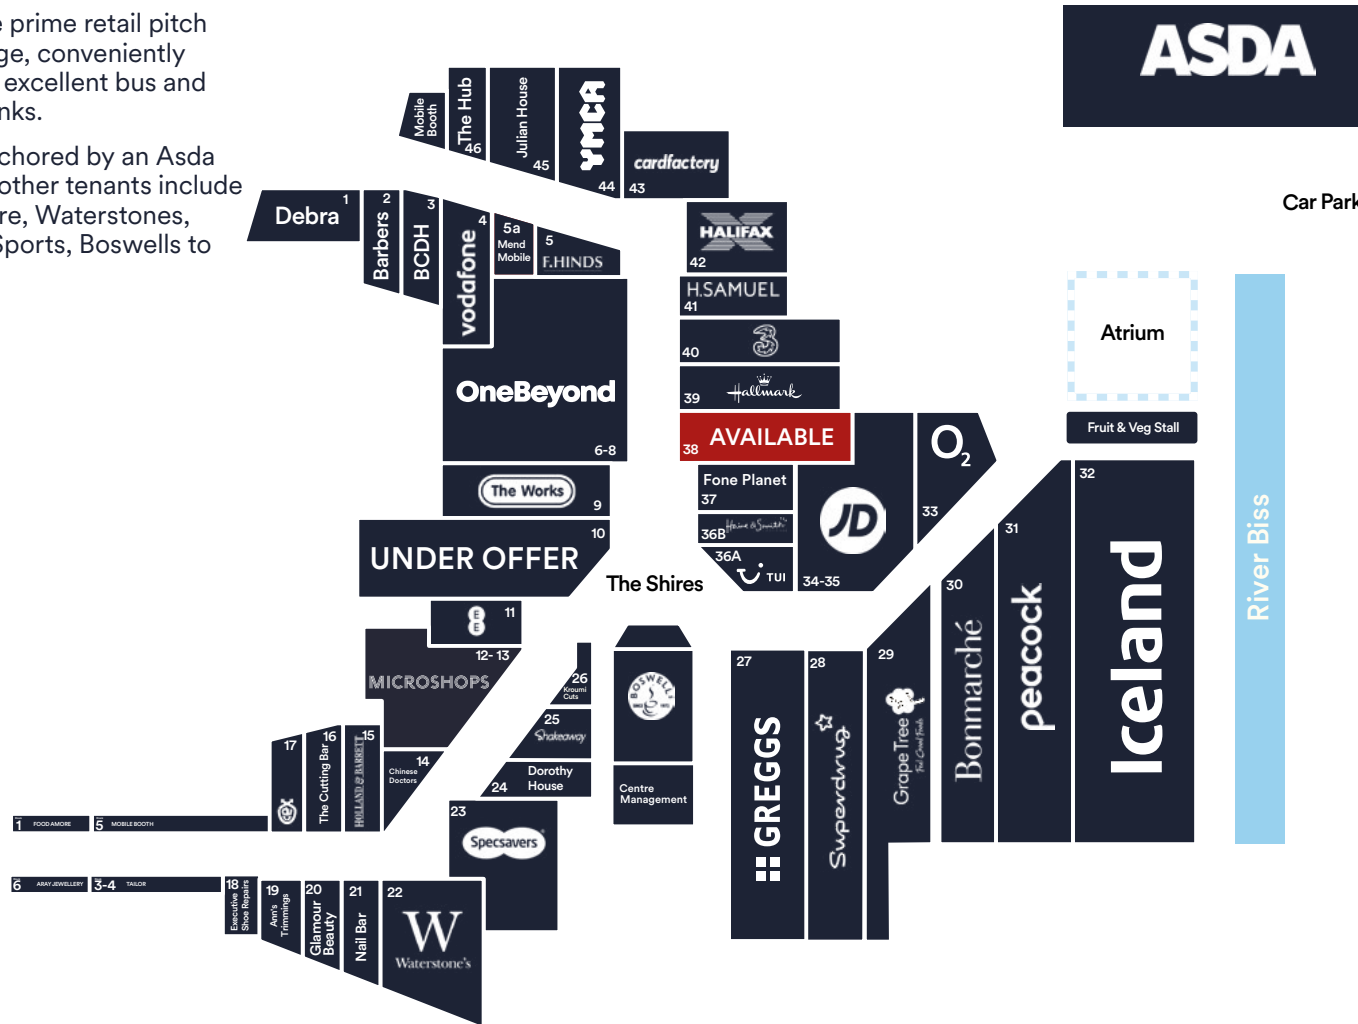 e prime retail pitch
ge, conveniently
excellent bus and
nks.
chored by an Asda
other tenants include
re, Waterstones,
Sports, Boswells to
ASDA
Car Park
Mobile
Booth
The Hub
46
Julian House
45
YMCA
44
cardfactory
43
Debra
1
Barbers
2
BCDH
3
vodafone
4
5a
Mend
Mobile
5
F.HINDS
HALIFAX
42
H.SAMUEL
41
40
3
39
Hallmark
OneBeyond
6-8
38
AVAILABLE
O2
33
Atrium
Fruit & Veg Stall
River Biss
The Works
9
Fone Planet
37
36B
Haine & Smith
36A
TUI
JD
34-35
10
UNDER OFFER
The Shires
EE
11
12-13
MICROSHOPS
26
Kroumi
Cuts
25
Shakeaway
24
Dorothy
House
BOSWELLS
SINCE
Centre
Management
27
GREGGS
28
Superdrug
29
Grape Tree
30
Bonmarché
31
peacock
32
Iceland
17
16
The Cutting Bar
15
HOLLAND & BARRETT
14
Chinese
Doctors
23
Specsavers
1
FOOD AMORE
5
MOBILE BOOTH
6
ARAY JEWELLERY
3-4
TAILOR
18
Executive
Shoe Repairs
19
Ann's
Trimmings
20
Glamour
Beauty
21
Nail Bar
22
W
Waterstone's